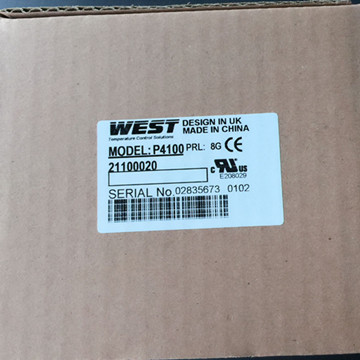 WEST
Temperature Control Solutions
DESIGN IN UK
MADE IN CHINA
MODEL: P4100 PRL: 8G CE
21100020
c UL US
E208029
SERIAL No. 02835673 0102